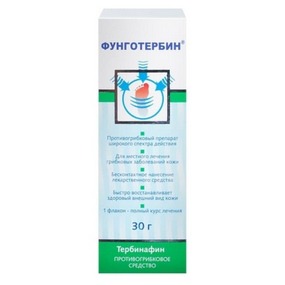 ФУНГОТЕРБИН®
Противогрибковый препарат
широкого спектра действия
Для местного лечения
грибковых заболеваний кожи
Бесконтактное нанесение
лекарственного средства
Быстро восстанавливает
здоровый внешний вид кожи
1 флакон - полный курс лечения
30 г
Тербинафин
ПРОТИВОГРИБКОВОЕ
СРЕДСТВО